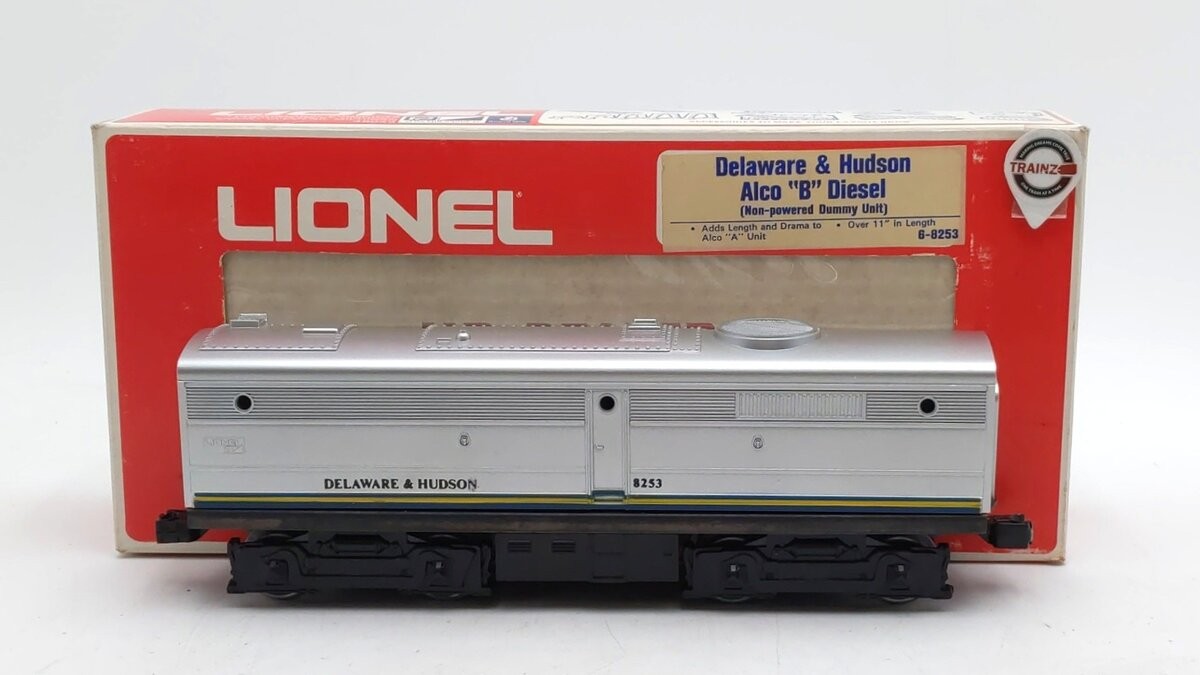 LIONEL
Delaware & Hudson
Alco "B" Diesel
(Non-powered Dummy Unit)
• Adds Length and Drama to Alco "A" Unit
• Over 11" in Length
6-8253
TRAINZ
LIONEL
DELAWARE & HUDSON
8253